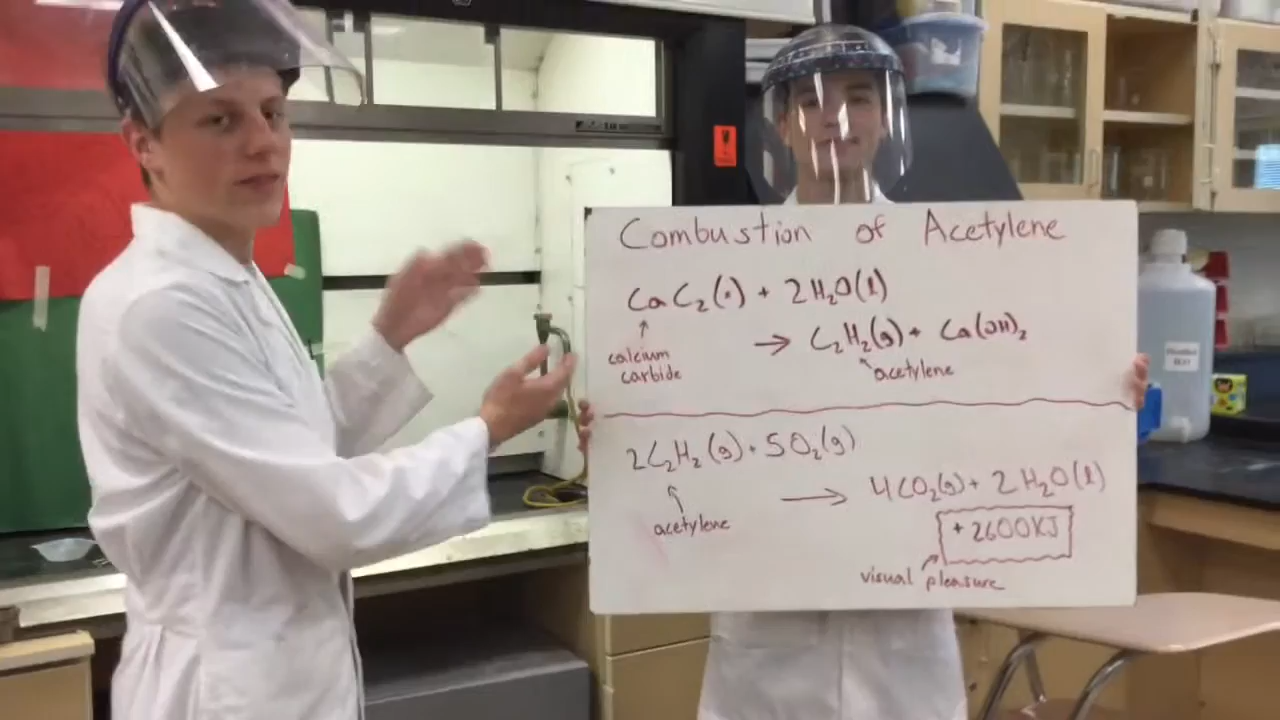 Combustion of Acetylene
CaC₂(s) + 2H₂O(l)
→ C₂H₂(g) + Ca(OH)₂
calcium
carbide
acetylene
2C₂H₂(g) + 5O₂(g)
→ 4CO₂(g) + 2H₂O(l)
acetylene
+ 2600KJ
visual pleasure